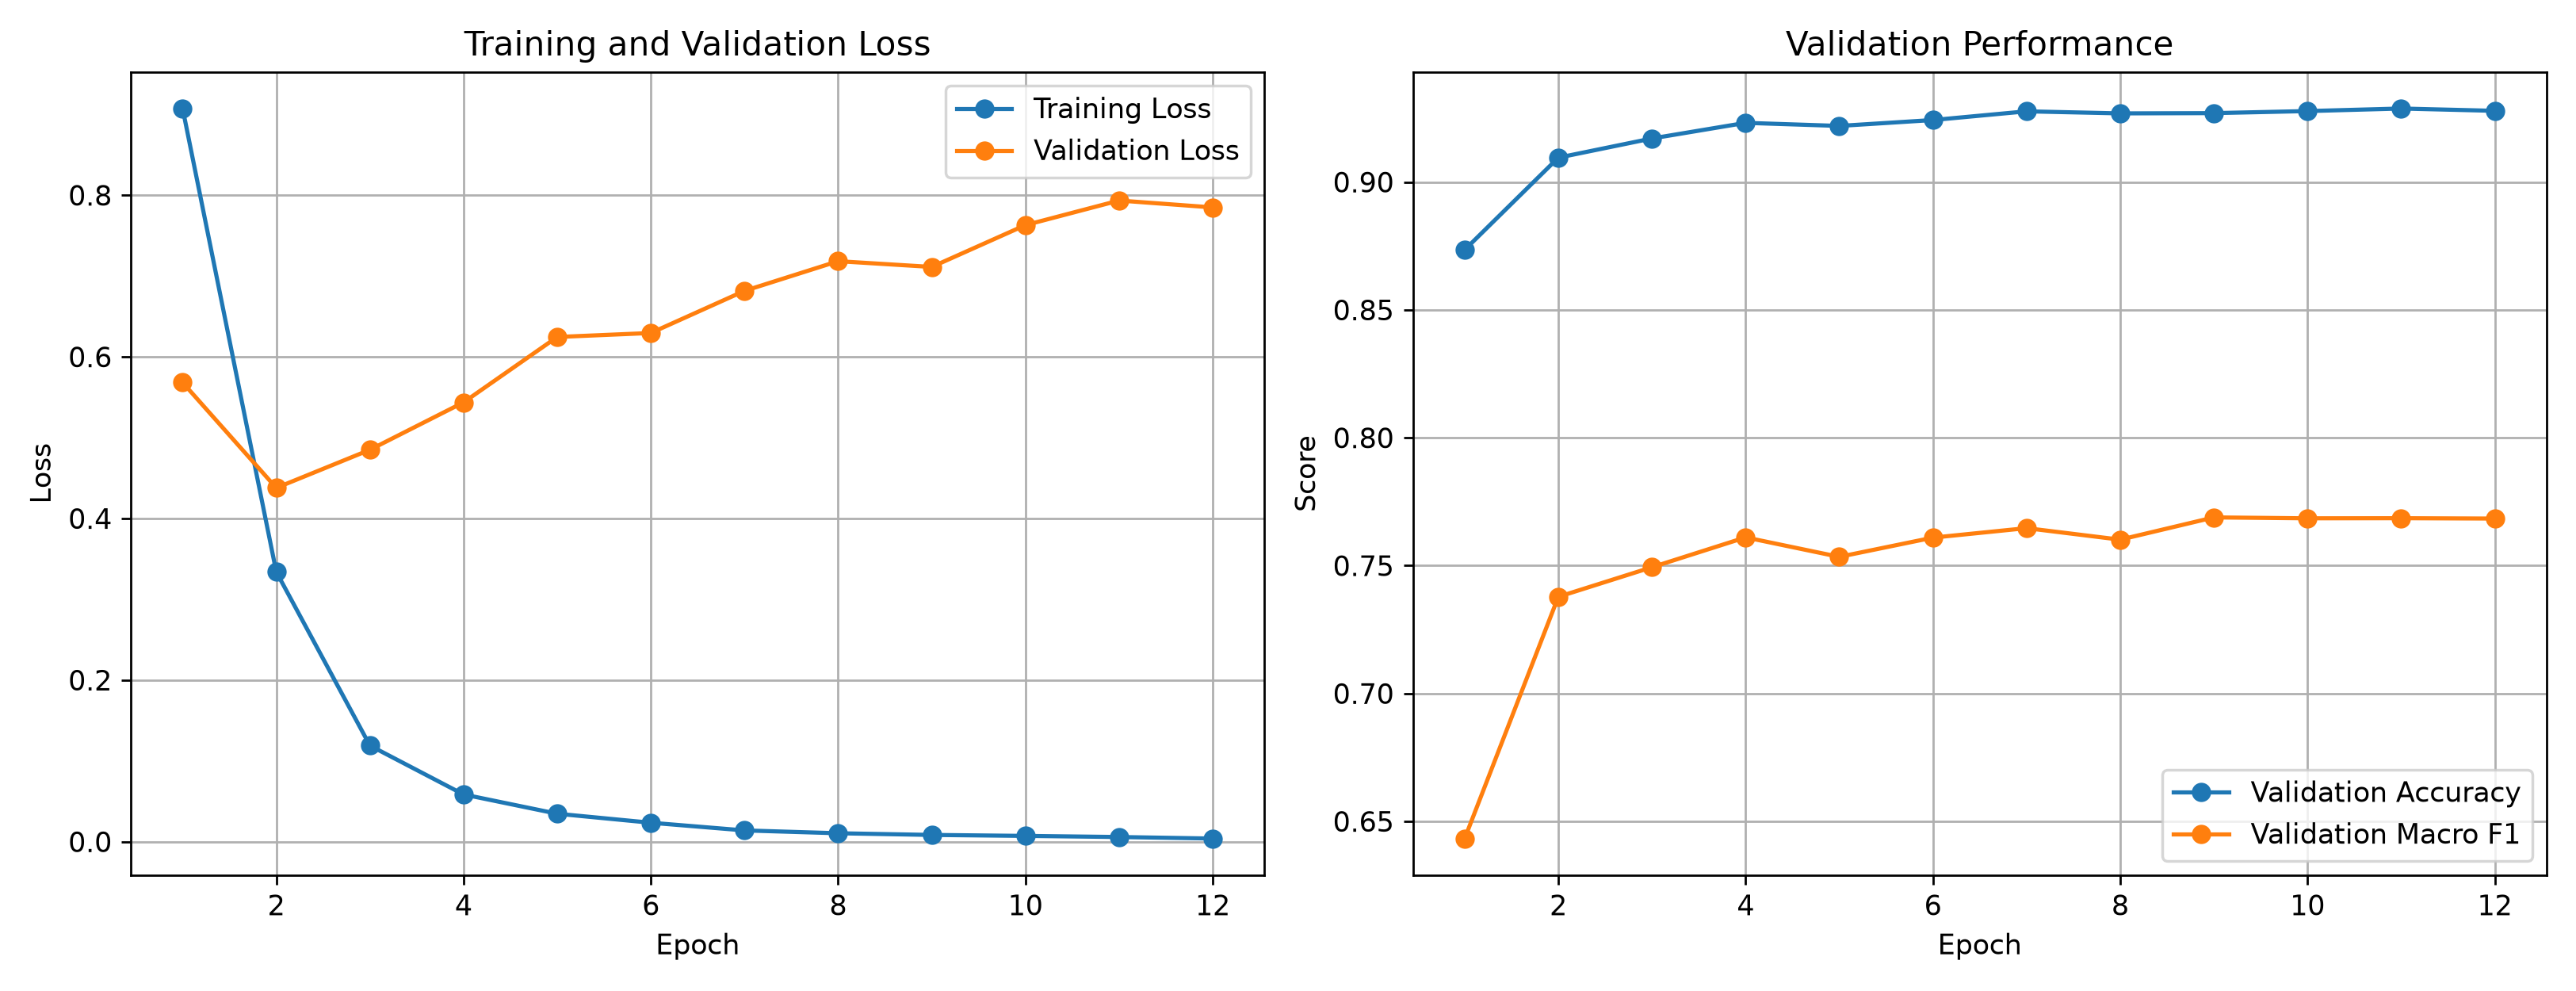 Training and Validation Loss
Training Loss
Validation Loss
0.8
0.6
0.4
0.2
0.0
Loss
2 4 6 8 10 12
Epoch
Validation Performance
0.90
0.85
0.80
0.75
0.70
0.65
Score
Validation Accuracy
Validation Macro F1
2 4 6 8 10 12
Epoch